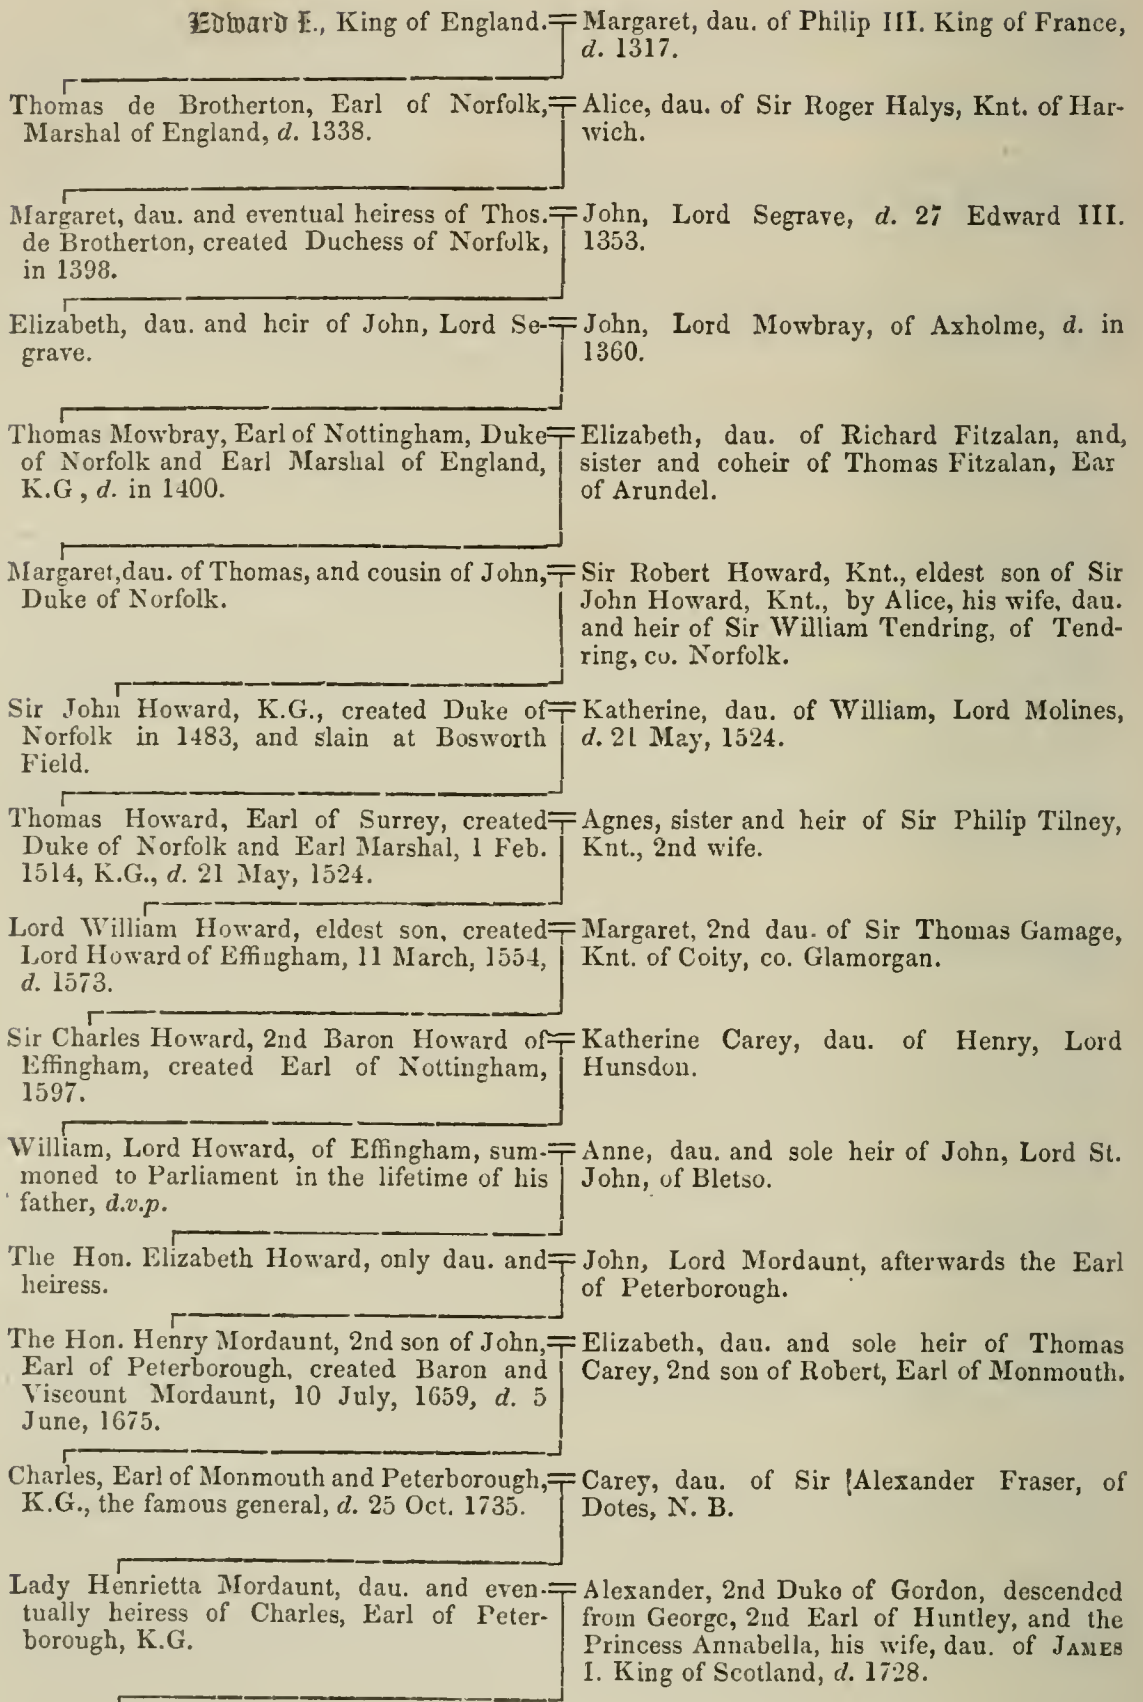 Edward I., King of England.
Margaret, dau. of Philip III. King of France,
d. 1317.
Thomas de Brotherton, Earl of Norfolk,
Marshal of England, d. 1338.
Alice, dau. of Sir Roger Halys, Knt. of Har-
wich.
Margaret, dau. and eventual heiress of Thos.
de Brotherton, created Duchess of Norfolk,
in 1398.
John, Lord Segrave, d. 27 Edward III.
1353.
Elizabeth, dau. and heir of John, Lord Se-
grave.
John, Lord Mowbray, of Axholme, d. in
1360.
Thomas Mowbray, Earl of Nottingham, Duke
of Norfolk and Earl Marshal of England,
K.G , d. in 1400.
Elizabeth, dau. of Richard Fitzalan, and,
sister and coheir of Thomas Fitzalan, Ear
of Arundel.
Margaret, dau. of Thomas, and cousin of John,
Duke of Norfolk.
Sir Robert Howard, Knt., eldest son of Sir
John Howard, Knt., by Alice, his wife, dau.
and heir of Sir William Tendring, of Tend-
ring, co. Norfolk.
Sir John Howard, K.G., created Duke of
Norfolk in 1483, and slain at Bosworth
Field.
Katherine, dau. of William, Lord Molines,
d. 21 May, 1524.
Thomas Howard, Earl of Surrey, created
Duke of Norfolk and Earl Marshal, 1 Feb.
1514, K.G., d. 21 May, 1524.
Agnes, sister and heir of Sir Philip Tilney,
Knt., 2nd wife.
Lord William Howard, eldest son, created
Lord Howard of Effingham, 11 March, 1554,
d. 1573.
Margaret, 2nd dau. of Sir Thomas Gamage,
Knt. of Coity, co. Glamorgan.
Sir Charles Howard, 2nd Baron Howard of
Effingham, created Earl of Nottingham,
1597.
Katherine Carey, dau. of Henry, Lord
Hunsdon.
William, Lord Howard, of Effingham, sum-
moned to Parliament in the lifetime of his
father, d.v.p.
Anne, dau. and sole heir of John, Lord St.
John, of Bletso.
The Hon. Elizabeth Howard, only dau. and
heiress.
John, Lord Mordaunt, afterwards the Earl
of Peterborough.
The Hon. Henry Mordaunt, 2nd son of John,
Earl of Peterborough, created Baron and
Viscount Mordaunt, 10 July, 1659, d. 5
June, 1675.
Elizabeth, dau. and sole heir of Thomas
Carey, 2nd son of Robert, Earl of Monmouth.
Charles, Earl of Monmouth and Peterborough,
K.G., the famous general, d. 25 Oct. 1735.
Carey, dau. of Sir Alexander Fraser, of
Dotes, N. B.
Lady Henrietta Mordaunt, dau. and even-
tually heiress of Charles, Earl of Peter-
borough, K.G.
Alexander, 2nd Duke of Gordon, descended
from George, 2nd Earl of Huntley, and the
Princess Annabella, his wife, dau. of JAMES
I. King of Scotland, d. 1728.